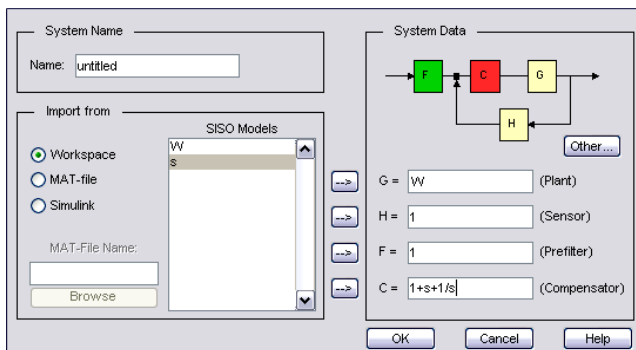 System Name
Name: untitled
Import from
SISO Models
Workspace
MAT-file
Simulink
W
s
MAT-File Name:
Browse
System Data
F
C
G
H
Other...
--> G = W (Plant)
--> H = 1 (Sensor)
--> F = 1 (Prefilter)
--> C = 1+s+1/s (Compensator)
OK Cancel Help